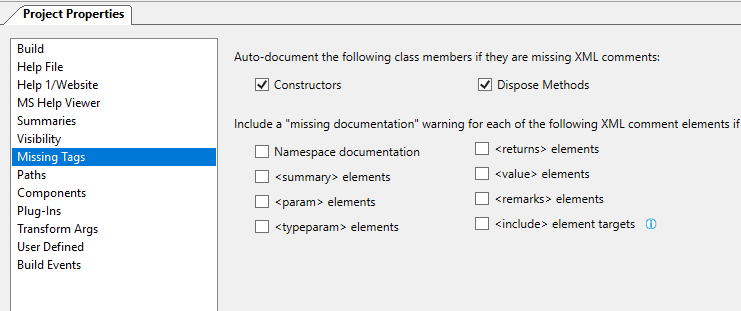 Project Properties
Build
Help File
Help 1/Website
MS Help Viewer
Summaries
Visibility
Missing Tags
Paths
Components
Plug-Ins
Transform Args
User Defined
Build Events
Auto-document the following class members if they are missing XML comments:
Constructors Dispose Methods
Include a "missing documentation" warning for each of the following XML comment elements if
Namespace documentation <returns> elements
<summary> elements <value> elements
<param> elements <remarks> elements
<typeparam> elements <include> element targets